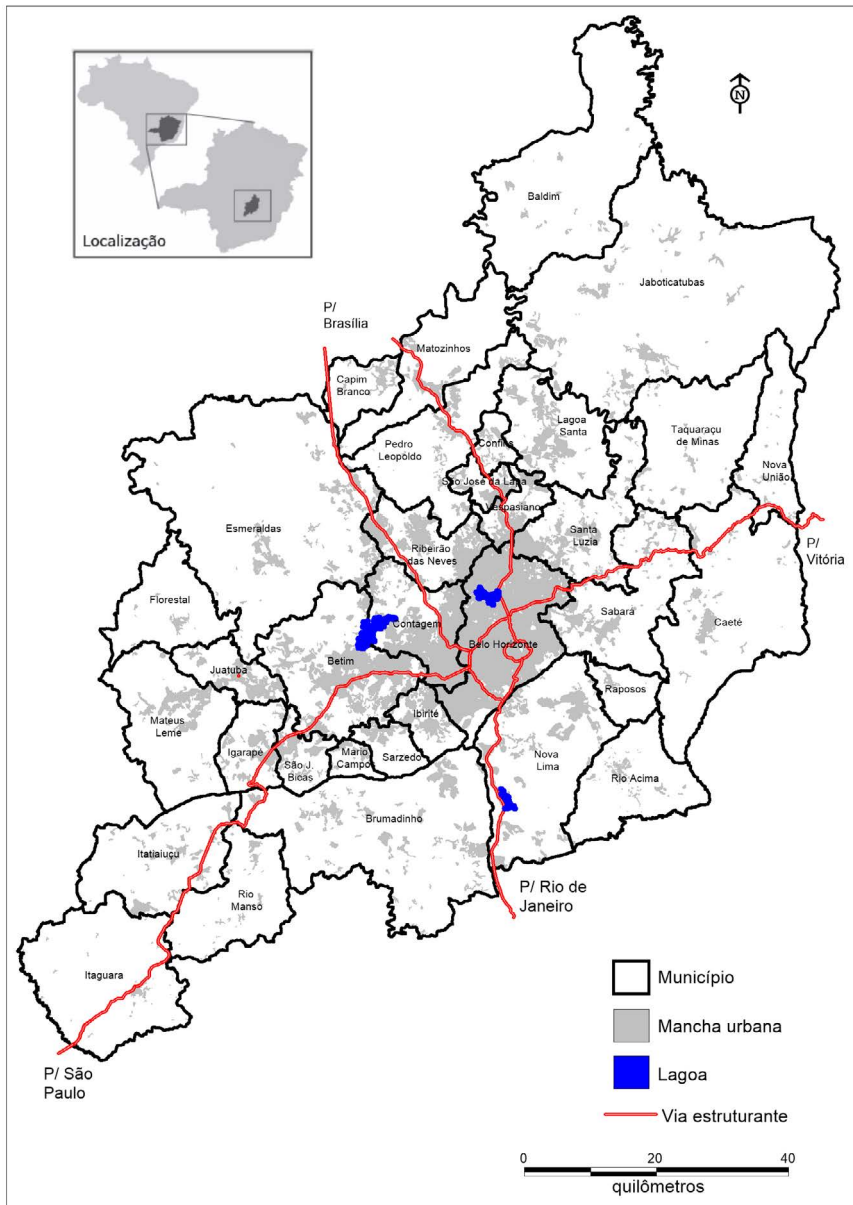 Localização
N
Baldim
Jaboticatubas
P/
Brasília
Matozinhos
Capim
Branco
Lagoa
Santa
Taquaraçu
de Minas
Pedro
Leopoldo
Confins
Nova
União
São José da Lapa
Vespasiano
Esmeraldas
Santa
Luzia
Ribeirão
das Neves
P/
Vitória
Florestal
Sabará
Caeté
Contagem
Belo Horizonte
Juatuba
Betim
Raposos
Mateus
Leme
Ibirité
Igarapé
São J.
Bicas
Mário
Campo
Sarzedo
Nova
Lima
Rio Acima
Brumadinho
Itatiaiuçu
Rio
Manso
P/ Rio de
Janeiro
Itaguara
P/ São
Paulo
Município
Mancha urbana
Lagoa
Via estruturante
0 20 40
quilômetros